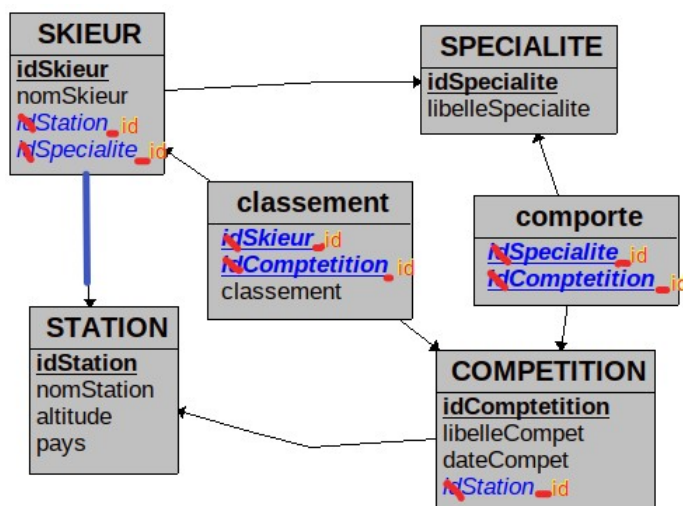 SKIEUR
idSkieur
nomSkieur
idStation_id
idSpecialite_id
SPECIALITE
idSpecialite
libelleSpecialite
classement
idSkieur_id
idComptetition_id
classement
comporte
idSpecialite_id
idComptetition_id
STATION
idStation
nomStation
altitude
pays
COMPETITION
idComptetition
libelleCompet
dateCompet
idStation_id